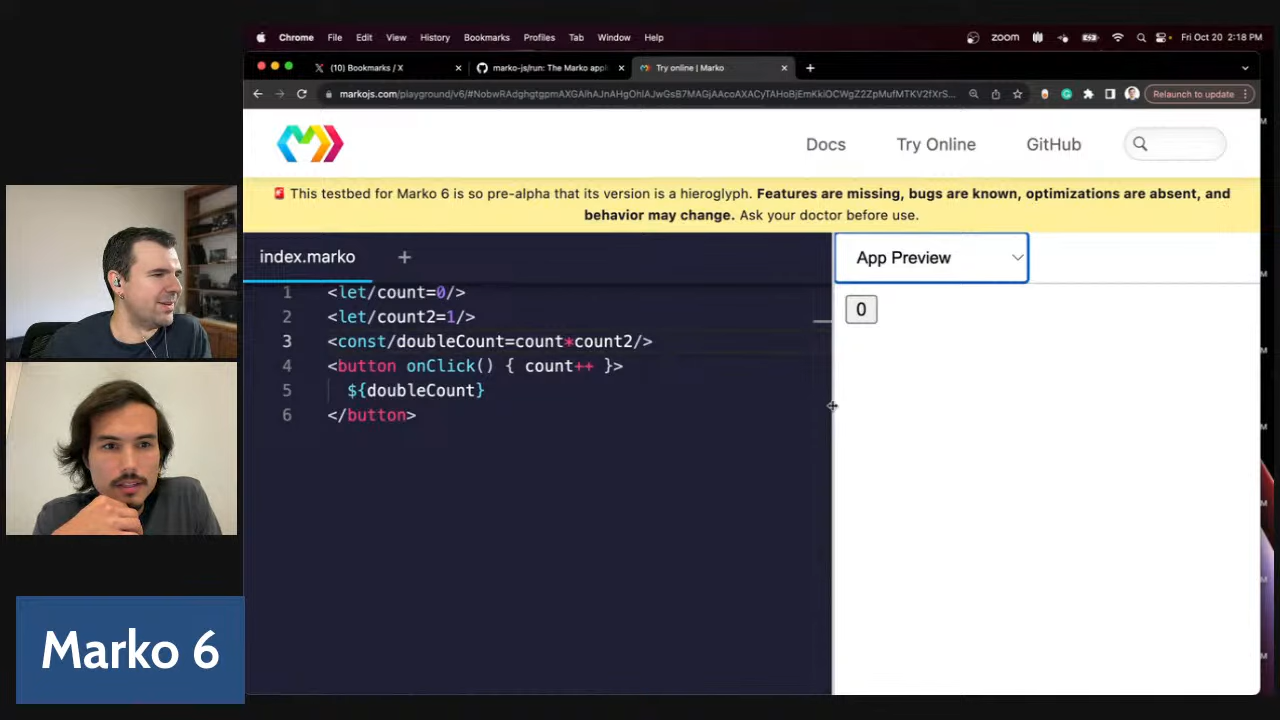 Chrome File Edit View History Bookmarks Profiles Tab Window Help zoom Fri Oct 20 2:18 PM
(10) Bookmarks / X
marko-js/run: The Marko appli
Try online | Marko
Relaunch to update
Docs Try Online GitHub
🚨 This testbed for Marko 6 is so pre-alpha that its version is a hieroglyph. Features are missing, bugs are known, optimizations are absent, and
behavior may change. Ask your doctor before use.
index.marko +
App Preview
1 <let/count=0/>
2 <let/count2=1/>
3 <const/doubleCount=count*count2/>
4 <button onClick() { count++ }>
5 ${doubleCount}
6 </button>
0
Marko 6